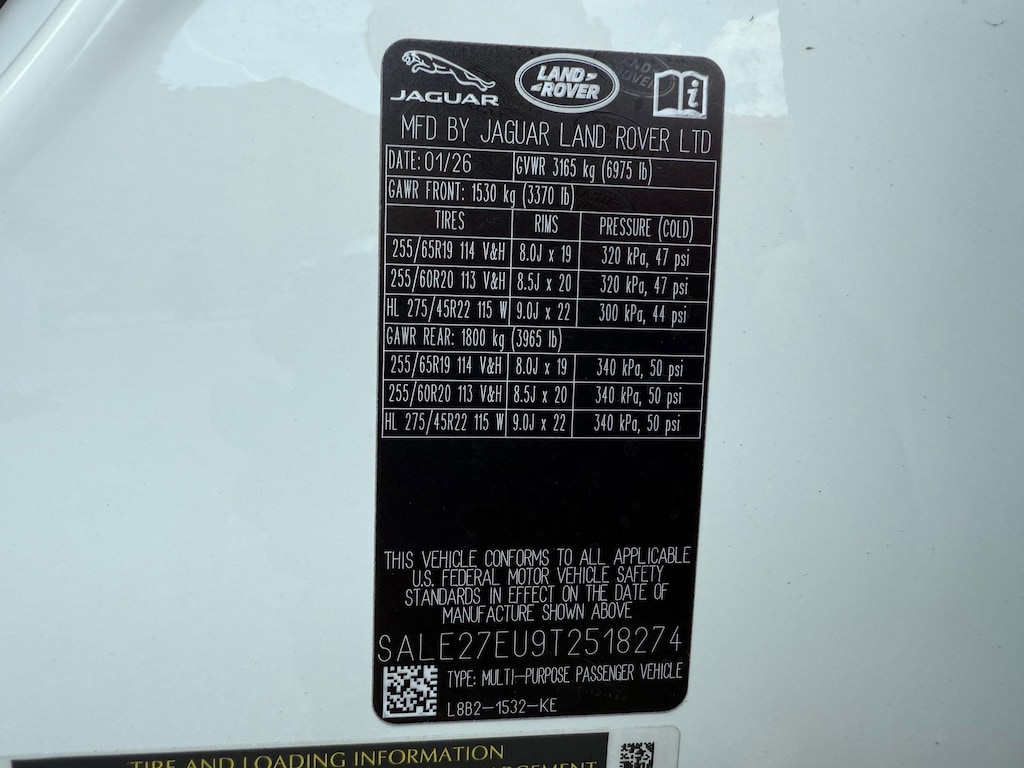 JAGUAR
LAND-
-ROVER
i
MFD BY JAGUAR LAND ROVER LTD
DATE: 01/26 GVWR 3165 kg (6975 lb)
GAWR FRONT: 1530 kg (3370 lb)
TIRES RIMS PRESSURE (COLD)
255/65R19 114 V&H 8.0J x 19 320 kPa, 47 psi
255/60R20 113 V&H 8.5J x 20 320 kPa, 47 psi
HL 275/45R22 115 W 9.0J x 22 300 kPa, 44 psi
GAWR REAR: 1800 kg (3965 lb)
255/65R19 114 V&H 8.0J x 19 340 kPa, 50 psi
255/60R20 113 V&H 8.5J x 20 340 kPa, 50 psi
HL 275/45R22 115 W 9.0J x 22 340 kPa, 50 psi
THIS VEHICLE CONFORMS TO ALL APPLICABLE
U.S. FEDERAL MOTOR VEHICLE SAFETY
STANDARDS IN EFFECT ON THE DATE OF
MANUFACTURE SHOWN ABOVE
SALE27EU9T2518274
TYPE: MULTI-PURPOSE PASSENGER VEHICLE
L8B2-1532-KE
TIRE AND LOADING INFORMATION